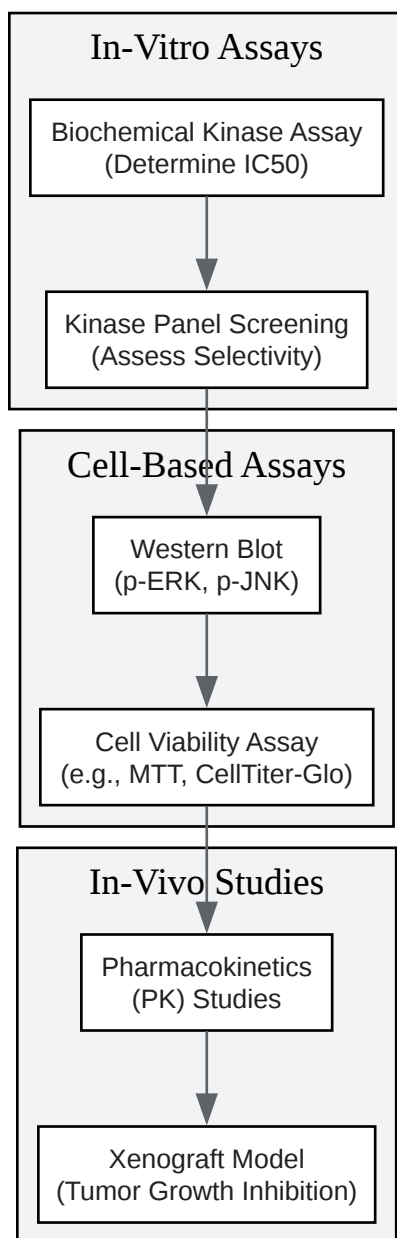 In-Vitro Assays
Biochemical Kinase Assay
(Determine IC50)
Kinase Panel Screening
(Assess Selectivity)
Cell-Based Assays
Western Blot
(p-ERK, p-JNK)
Cell Viability Assay
(e.g., MTT, CellTiter-Glo)
In-Vivo Studies
Pharmacokinetics
(PK) Studies
Xenograft Model
(Tumor Growth Inhibition)